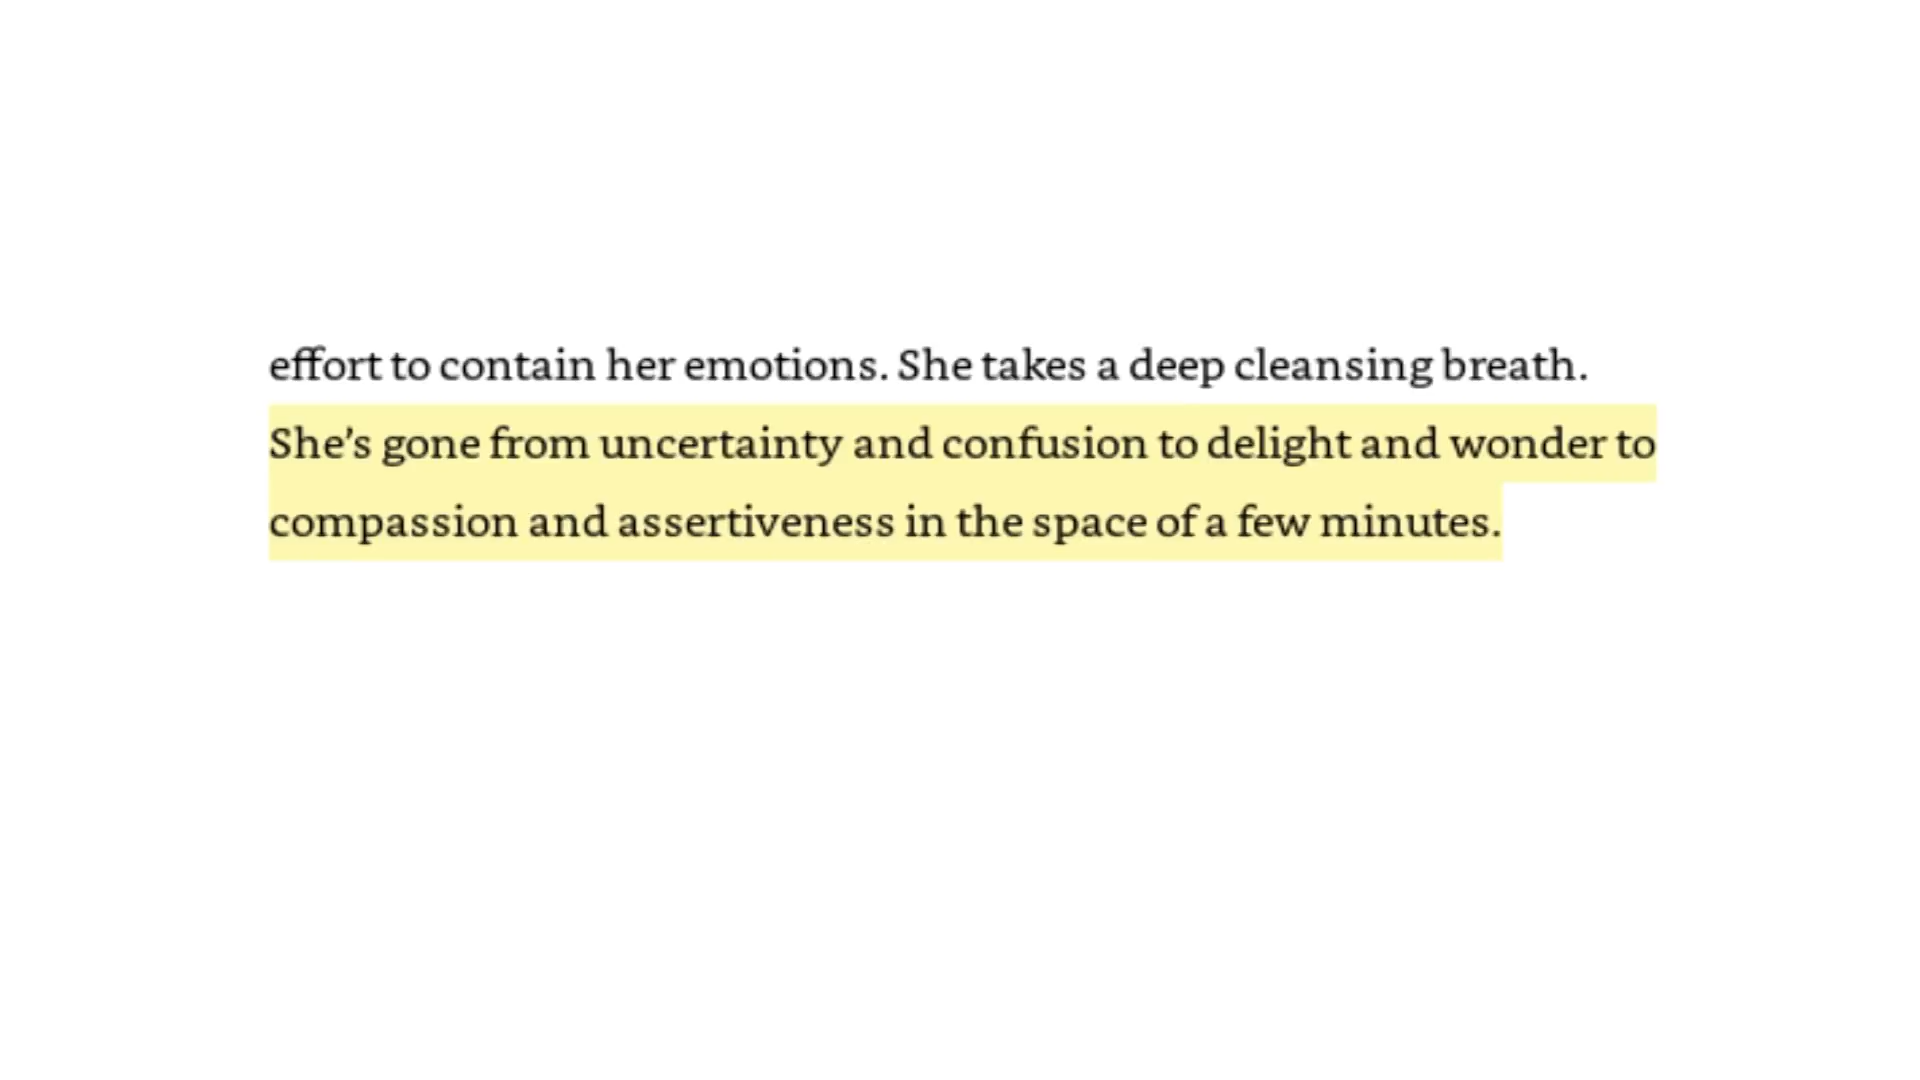 effort to contain her emotions. She takes a deep cleansing breath.
She’s gone from uncertainty and confusion to delight and wonder to
compassion and assertiveness in the space of a few minutes.